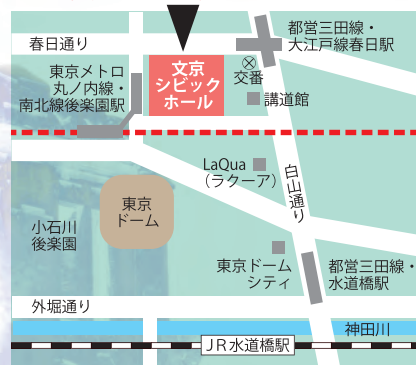 都営三田線・
大江戸線春日駅
春日通り
文京
シビック
ホール
交番
東京メトロ
丸ノ内線・
南北線後楽園駅
講道館
LaQua
(ラクーア)
白山通り
東京
ドーム
小石川
後楽園
東京ドーム
シティ
都営三田線・
水道橋駅
外堀通り
神田川
JR水道橋駅